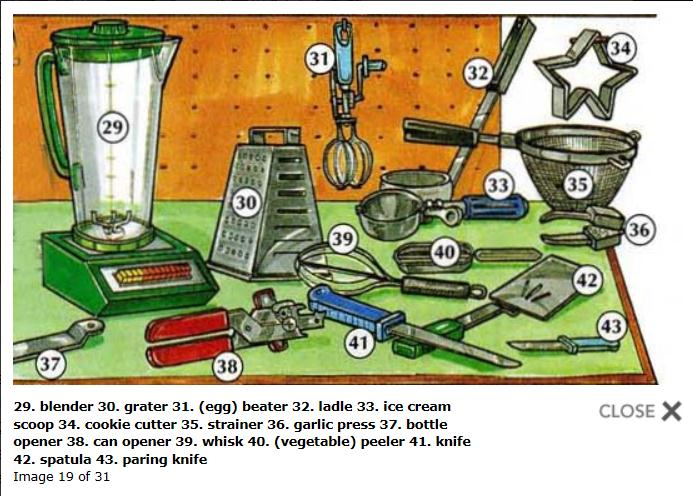 31
34
32
29
30
33
35
36
39
40
42
41
43
37
38
29. blender 30. grater 31. (egg) beater 32. ladle 33. ice cream
scoop 34. cookie cutter 35. strainer 36. garlic press 37. bottle
opener 38. can opener 39. whisk 40. (vegetable) peeler 41. knife
42. spatula 43. paring knife
Image 19 of 31
CLOSE X